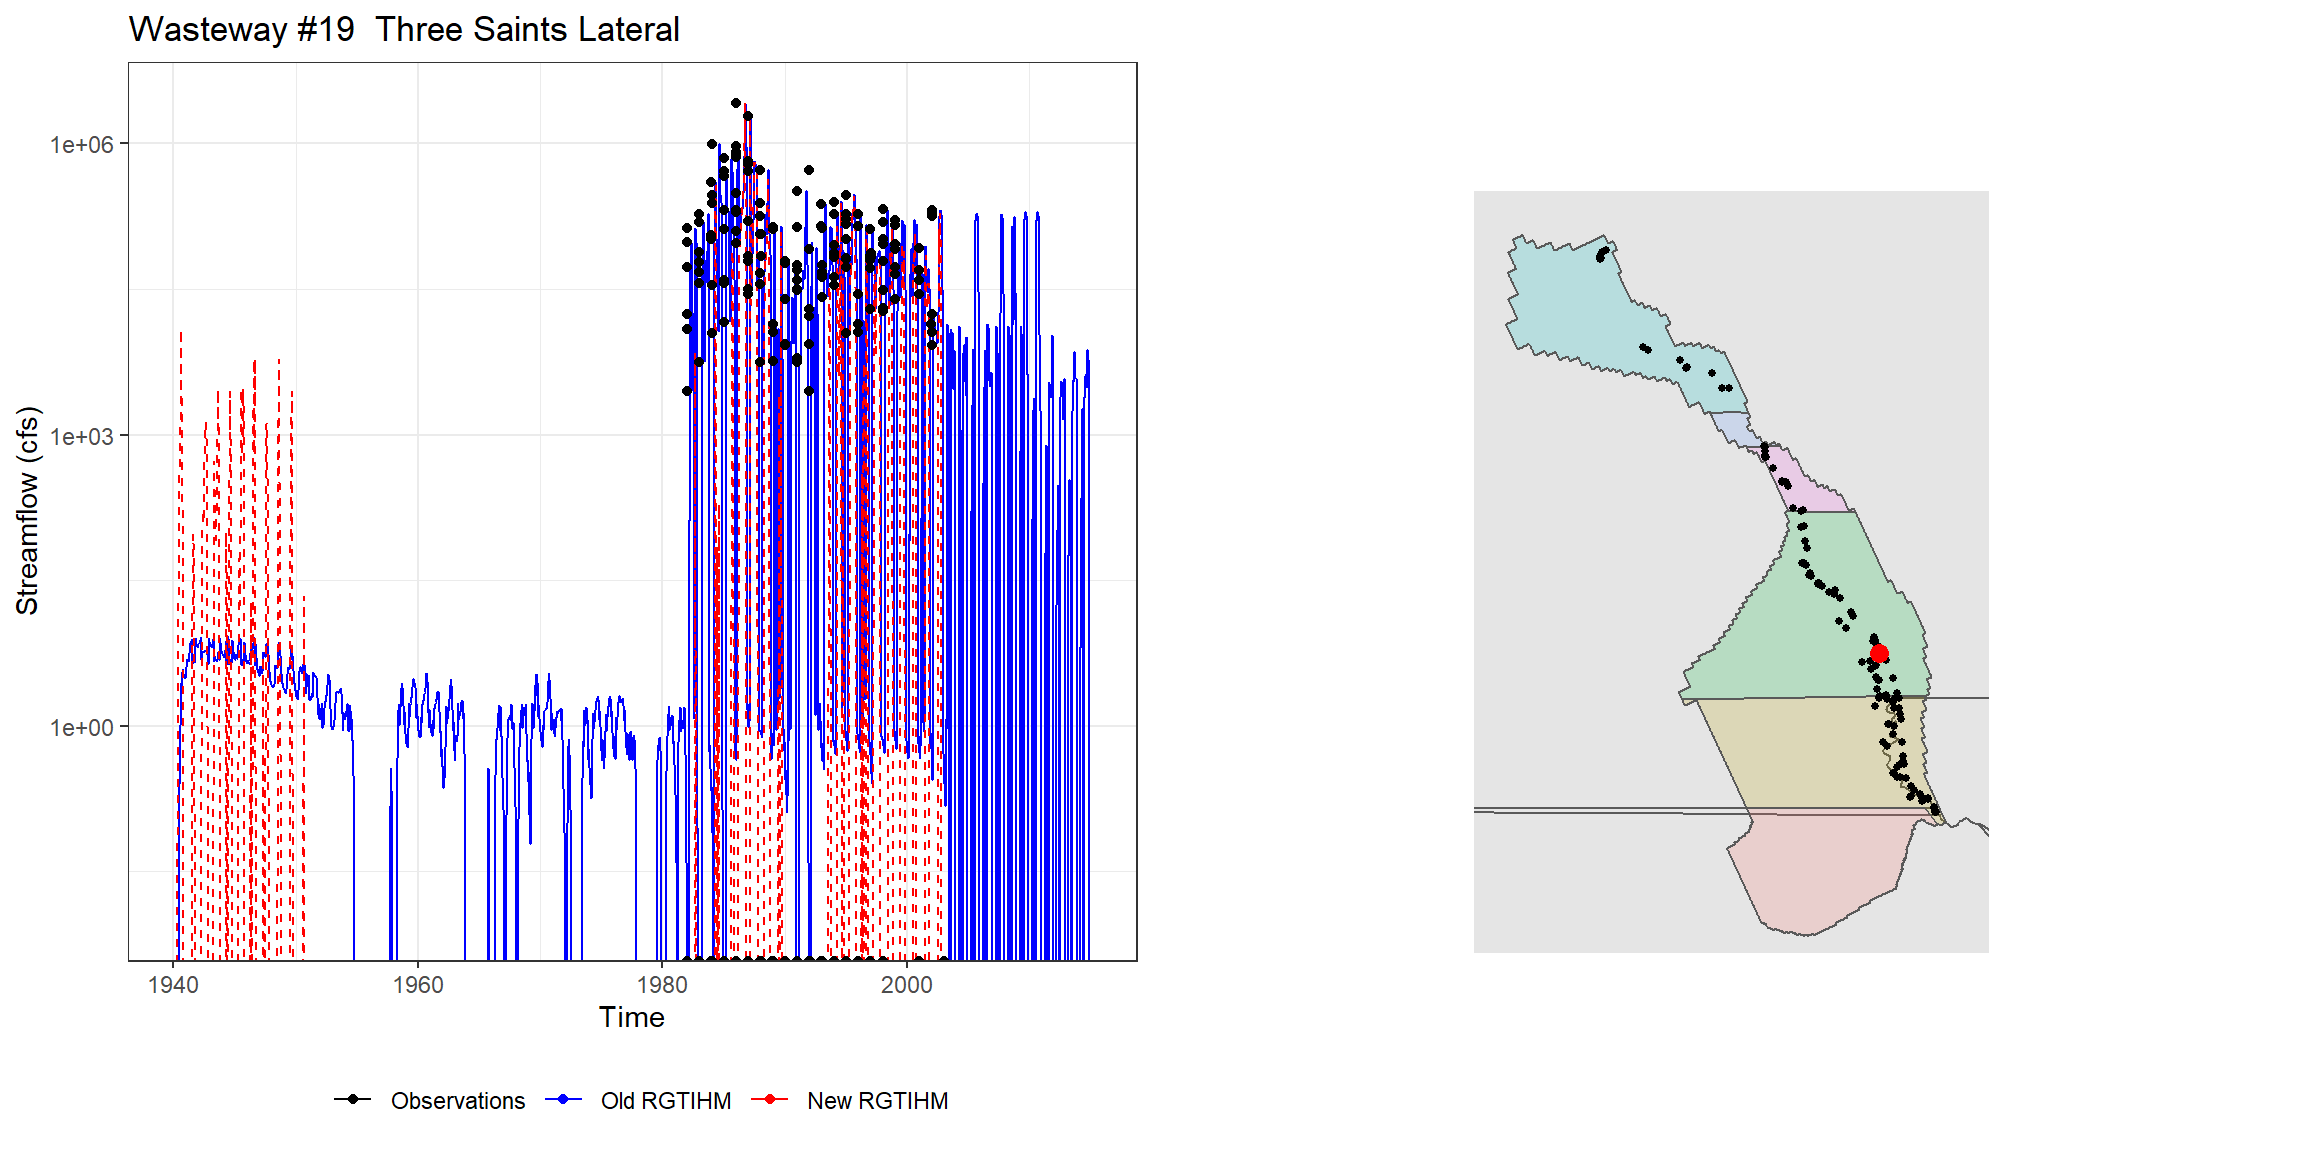 Wasteway #19  Three Saints Lateral
Streamflow (cfs)
1e+06
1e+03
1e+00
1940 1960 1980 2000
Time
Observations Old RGTIHM New RGTIHM